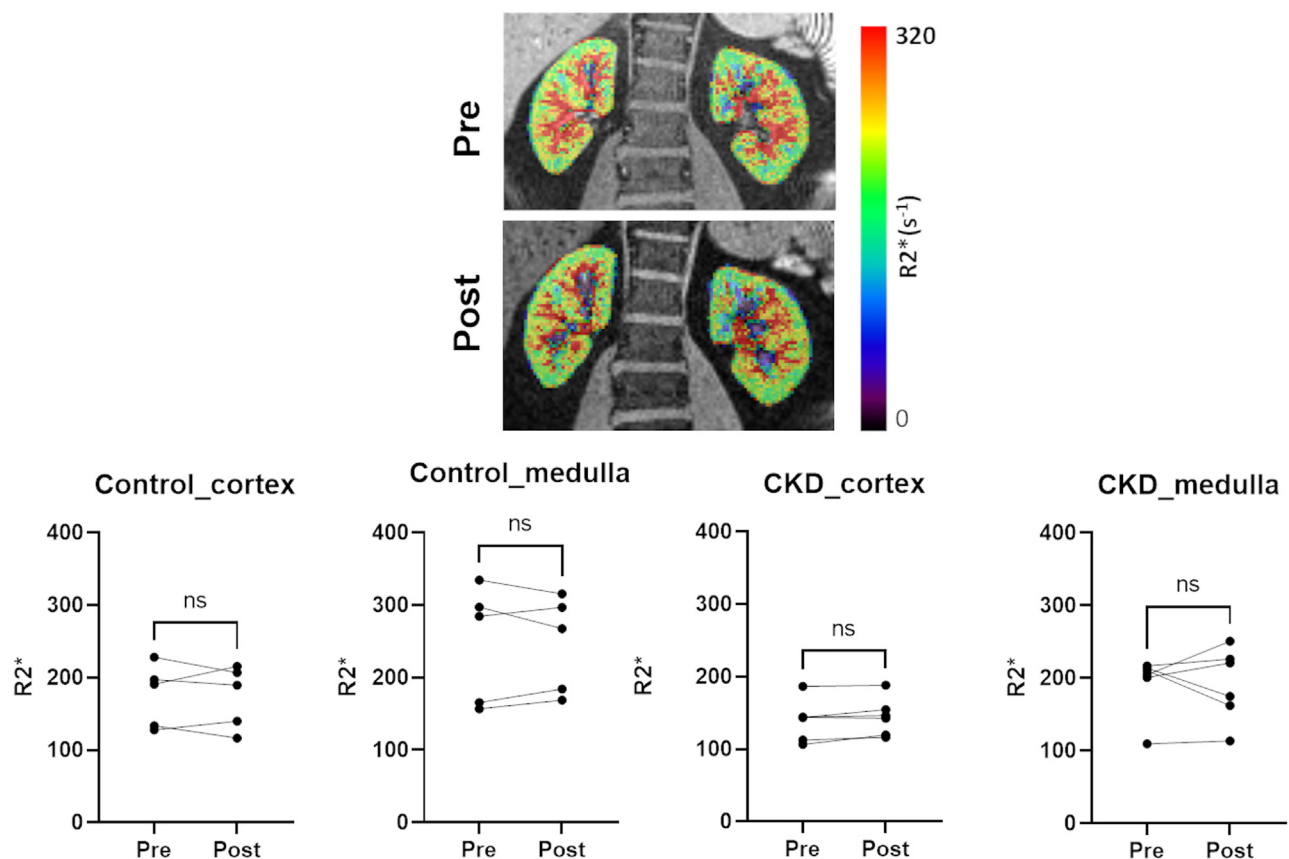 Pre
320
R2*(s⁻¹)
Post
0
Control_cortex
400
300
200
100
0
R2*
ns
Pre Post
Control_medulla
400
300
200
100
0
R2*
ns
Pre Post
CKD_cortex
400
300
200
100
0
R2*
ns
Pre Post
CKD_medulla
400
300
200
100
0
R2*
ns
Pre Post